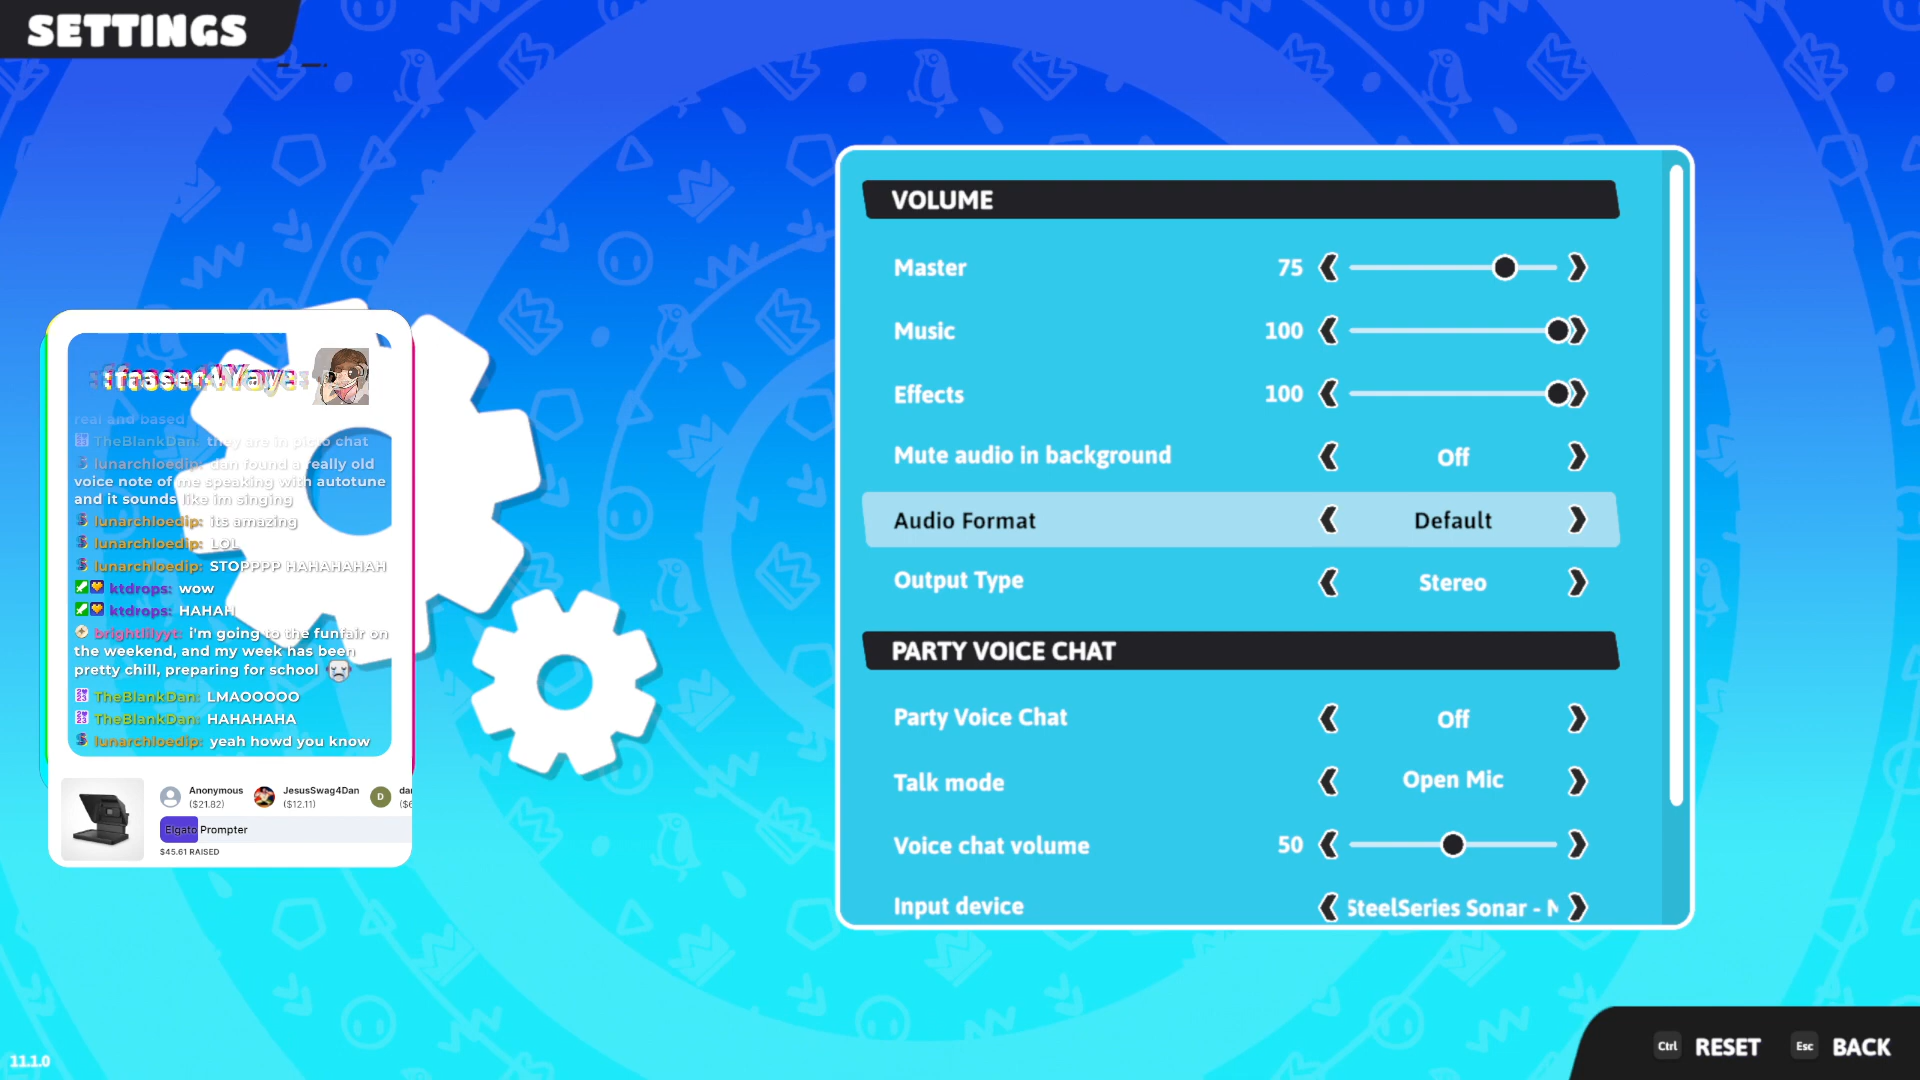 SETTINGS
:fraser4Yay:
real and based
TheBlankDan: they are in picto chat
lunarchloedip: dan found a really old
voice note of me speaking with autotune
and it sounds like im singing
lunarchloedip: its amazing
lunarchloedip: LOL
lunarchloedip: STOPPPP HAHAHAHAH
ktdrops: wow
ktdrops: HAHAH
brightlilyyt: i'm going to the funfair on
the weekend, and my week has been
pretty chill, preparing for school
TheBlankDan: LMAOOOOO
TheBlankDan: HAHAHAHA
lunarchloedip: yeah howd you know
Anonymous JesusSwag4Dan
($21.82) ($12.11) D
Elgato Prompter
$45.61 RAISED
VOLUME
Master 75
Music 100
Effects 100
Mute audio in background Off
Audio Format Default
Output Type Stereo
PARTY VOICE CHAT
Party Voice Chat Off
Talk mode Open Mic
Voice chat volume 50
Input device SteelSeries Sonar -
Ctrl RESET Esc BACK
11.1.0